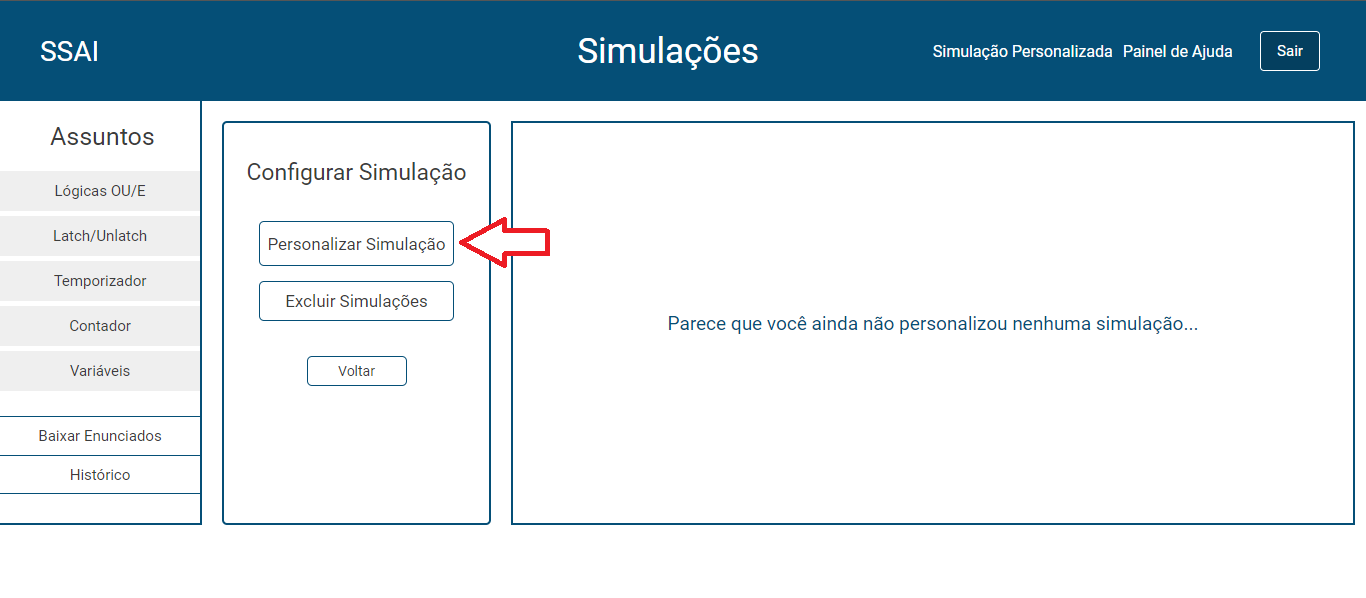 SSAI
Simulações
Simulação Personalizada
Painel de Ajuda
Sair
Assuntos
Lógicas OU/E
Latch/Unlatch
Temporizador
Contador
Variáveis
Baixar Enunciados
Histórico
Configurar Simulação
Personalizar Simulação
Excluir Simulações
Voltar
Parece que você ainda não personalizou nenhuma simulação...